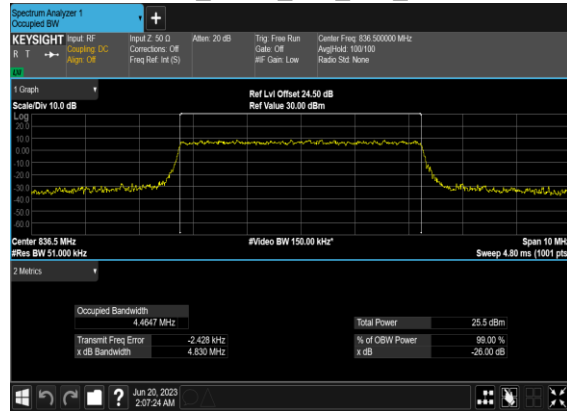 Spectrum Analyzer 1
Occupied BW
+
KEYSIGHT Input: RF Input Z: 50 Ω Atten: 20 dB Trig: Free Run Center Freq: 836.500000 MHz
R T Coupling: DC Corrections: Off Gate: Off Avg|Hold: 100/100
Align: Off Freq Ref: Int (S) #IF Gain: Low Radio Std: None
1 Graph
Ref Lvl Offset 24.50 dB
Scale/Div 10.0 dB Ref Value 30.00 dBm
Log
20.0
10.0
0.00
-10.0
-20.0
-30.0
-40.0
-50.0
-60.0
Center 836.5 MHz #Video BW 150.00 kHz* Span 10 MHz
#Res BW 51.000 kHz Sweep 4.80 ms (1001 pts
2 Metrics
Occupied Bandwidth
4.4647 MHz Total Power 25.5 dBm
Transmit Freq Error -2.428 kHz % of OBW Power 99.00 %
x dB Bandwidth 4.830 MHz x dB -26.00 dB
? Jun 20, 2023
2:07:24 AM